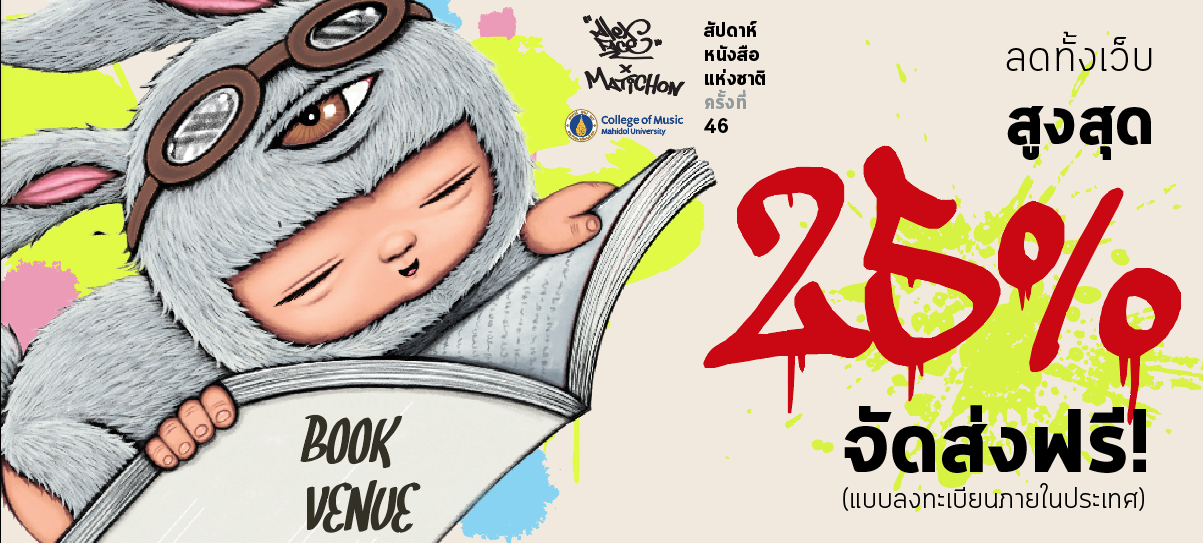 "Alex
Face"
x
MATICHON
College of Music
Mahidol University
สัปดาห์
หนังสือ
แห่งชาติ
ครั้งที่
46
ลดทั้งเว็บ
สูงสุด
25%
จัดส่งฟรี!
(แบบลงทะเบียนภายในประเทศ)
BOOK
VENUE